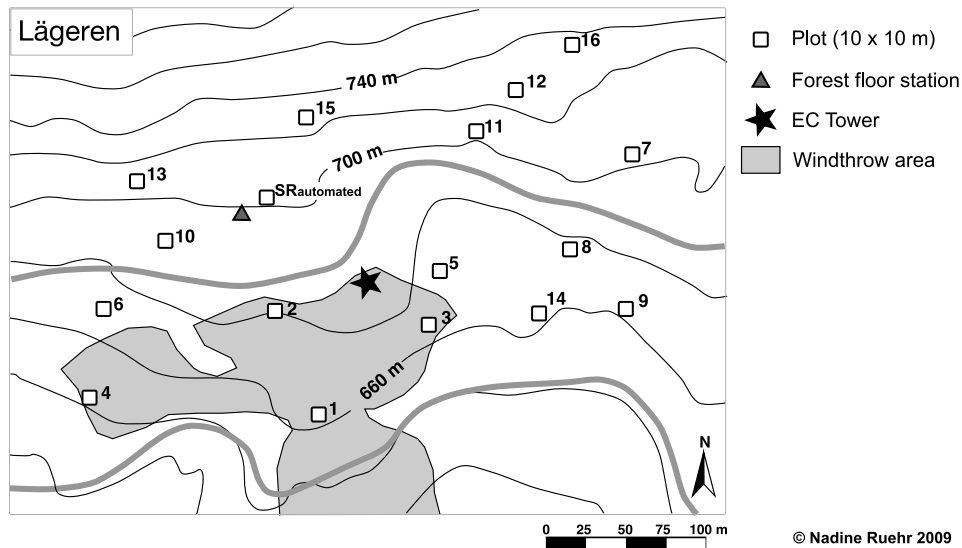 Lägeren
16
740 m
12
15
11
700 m
7
13
SRautomated
10
8
5
6
2
14
9
3
660 m
4
1
N
0 25 50 75 100 m
Plot (10 x 10 m)
Forest floor station
EC Tower
Windthrow area
© Nadine Ruehr 2009